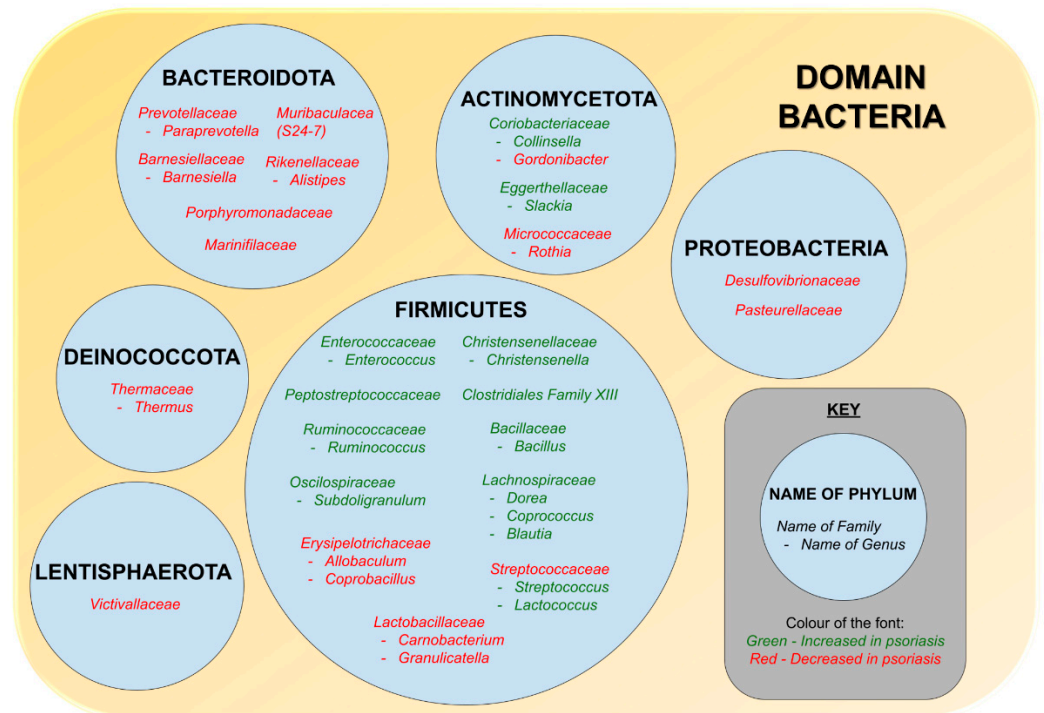 DOMAIN
BACTERIA
BACTEROIDOTA
Prevotellaceae
- Paraprevotella
Muribaculacea
(S24-7)
Barnesiellaceae
- Barnesiella
Rikenellaceae
- Alistipes
Porphyromonadaceae
Marinifilaceae
ACTINOMYCETOTA
Coriobacteriaceae
- Collinsella
- Gordonibacter
Eggerthellaceae
- Slackia
Micrococcaceae
- Rothia
PROTEOBACTERIA
Desulfovibrionaceae
Pasteurellaceae
DEINOCOCCOTA
Thermaceae
- Thermus
FIRMICUTES
Enterococcaceae
- Enterococcus
Christensenellaceae
- Christensenella
Peptostreptococcaceae
Clostridiales Family XIII
Ruminococcaceae
- Ruminococcus
Bacillaceae
- Bacillus
Oscilospiraceae
- Subdoligranulum
Lachnospiraceae
- Dorea
- Coprococcus
- Blautia
Erysipelotrichaceae
- Allobaculum
- Coprobacillus
Streptococcaceae
- Streptococcus
- Lactococcus
Lactobacillaceae
- Carnobacterium
- Granulicatella
LENTISPHAEROTA
Victivallaceae
KEY
NAME OF PHYLUM
Name of Family
- Name of Genus
Colour of the font:
Green - Increased in psoriasis
Red - Decreased in psoriasis